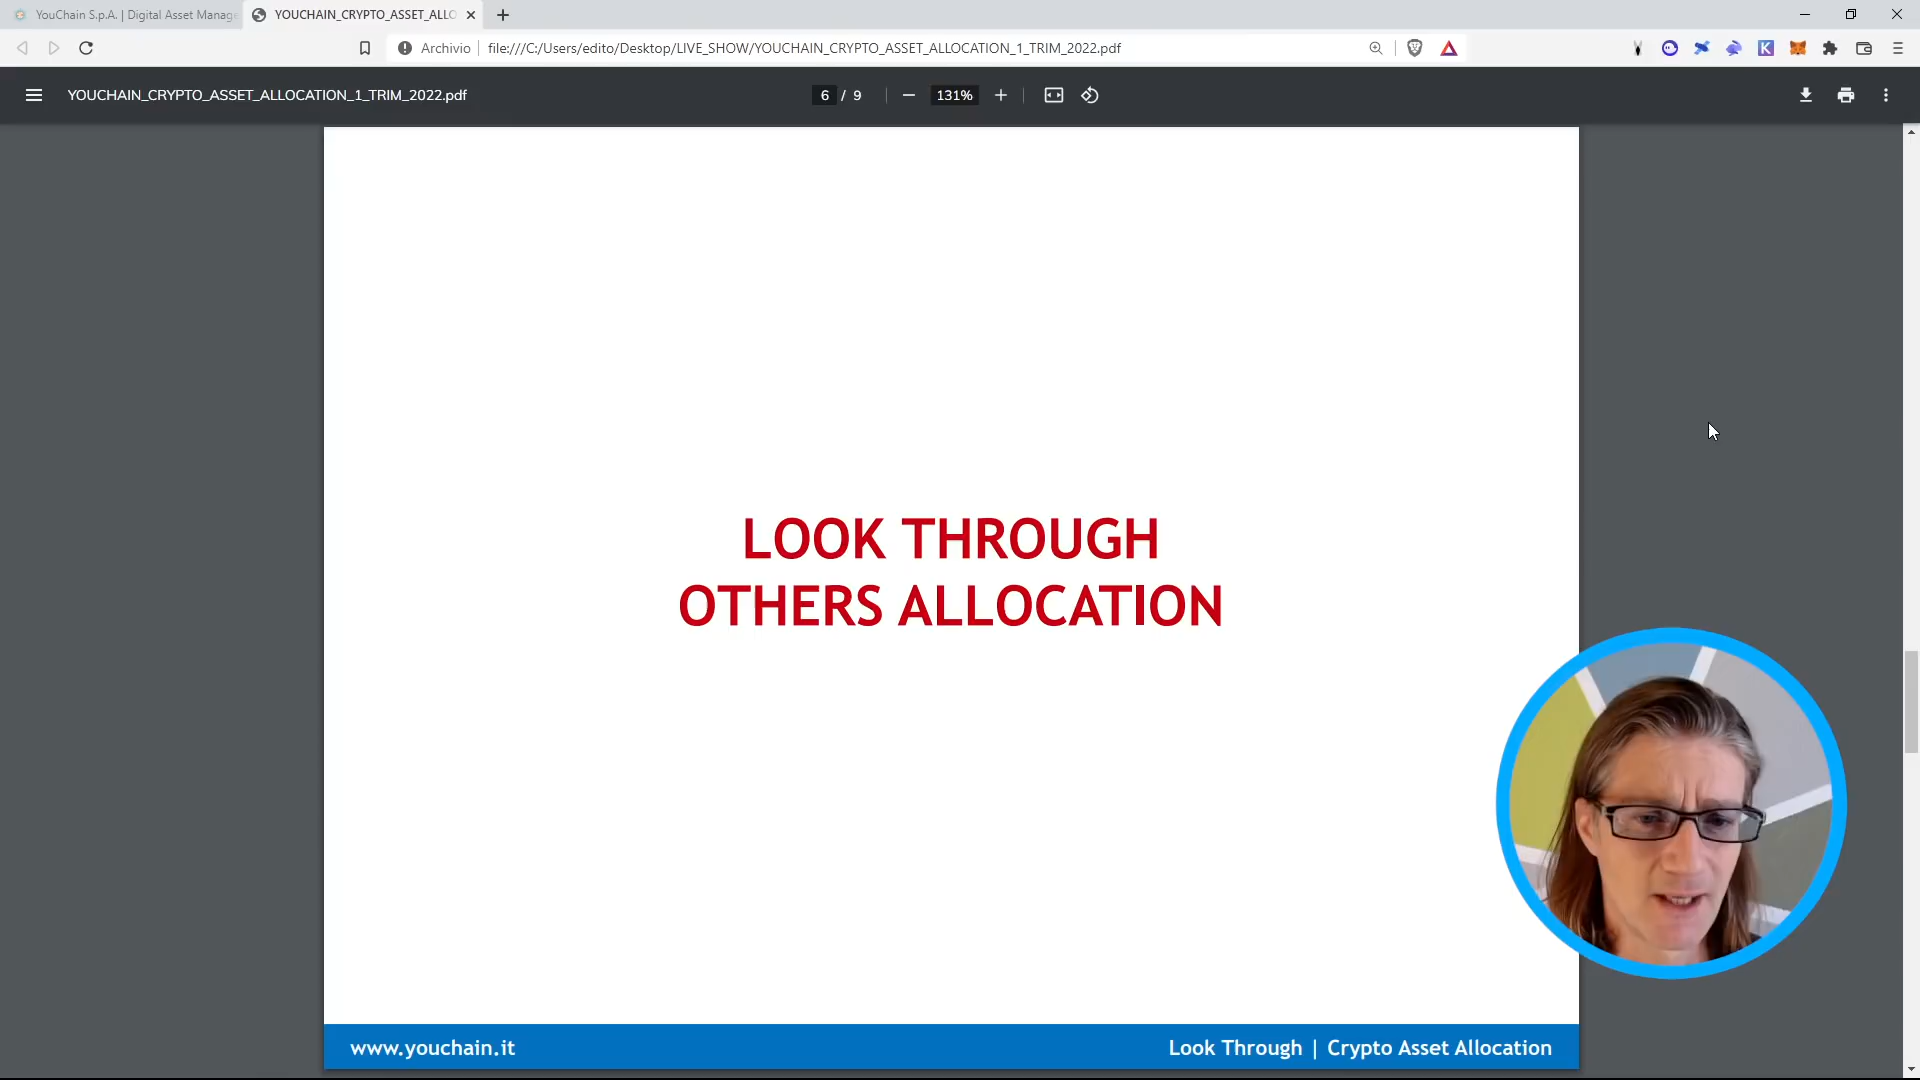 YouChain S.p.A. | Digital Asset Manag
YOUCHAIN_CRYPTO_ASSET_ALLO
Archivio
file:///C:/Users/edito/Desktop/LIVE_SHOW/YOUCHAIN_CRYPTO_ASSET_ALLOCATION_1_TRIM_2022.pdf
YOUCHAIN_CRYPTO_ASSET_ALLOCATION_1_TRIM_2022.pdf
6 / 9
131%
LOOK THROUGH
OTHERS ALLOCATION
www.youchain.it
Look Through | Crypto Asset Allocation